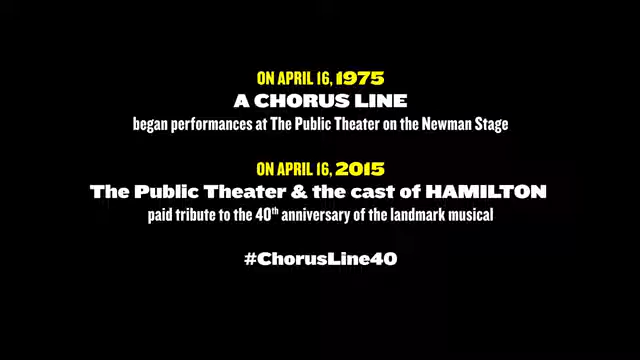 ON APRIL 16, 1975
A CHORUS LINE
began performances at The Public Theater on the Newman Stage
ON APRIL 16, 2015
The Public Theater & the cast of HAMILTON
paid tribute to the 40th anniversary of the landmark musical
#ChorusLine40